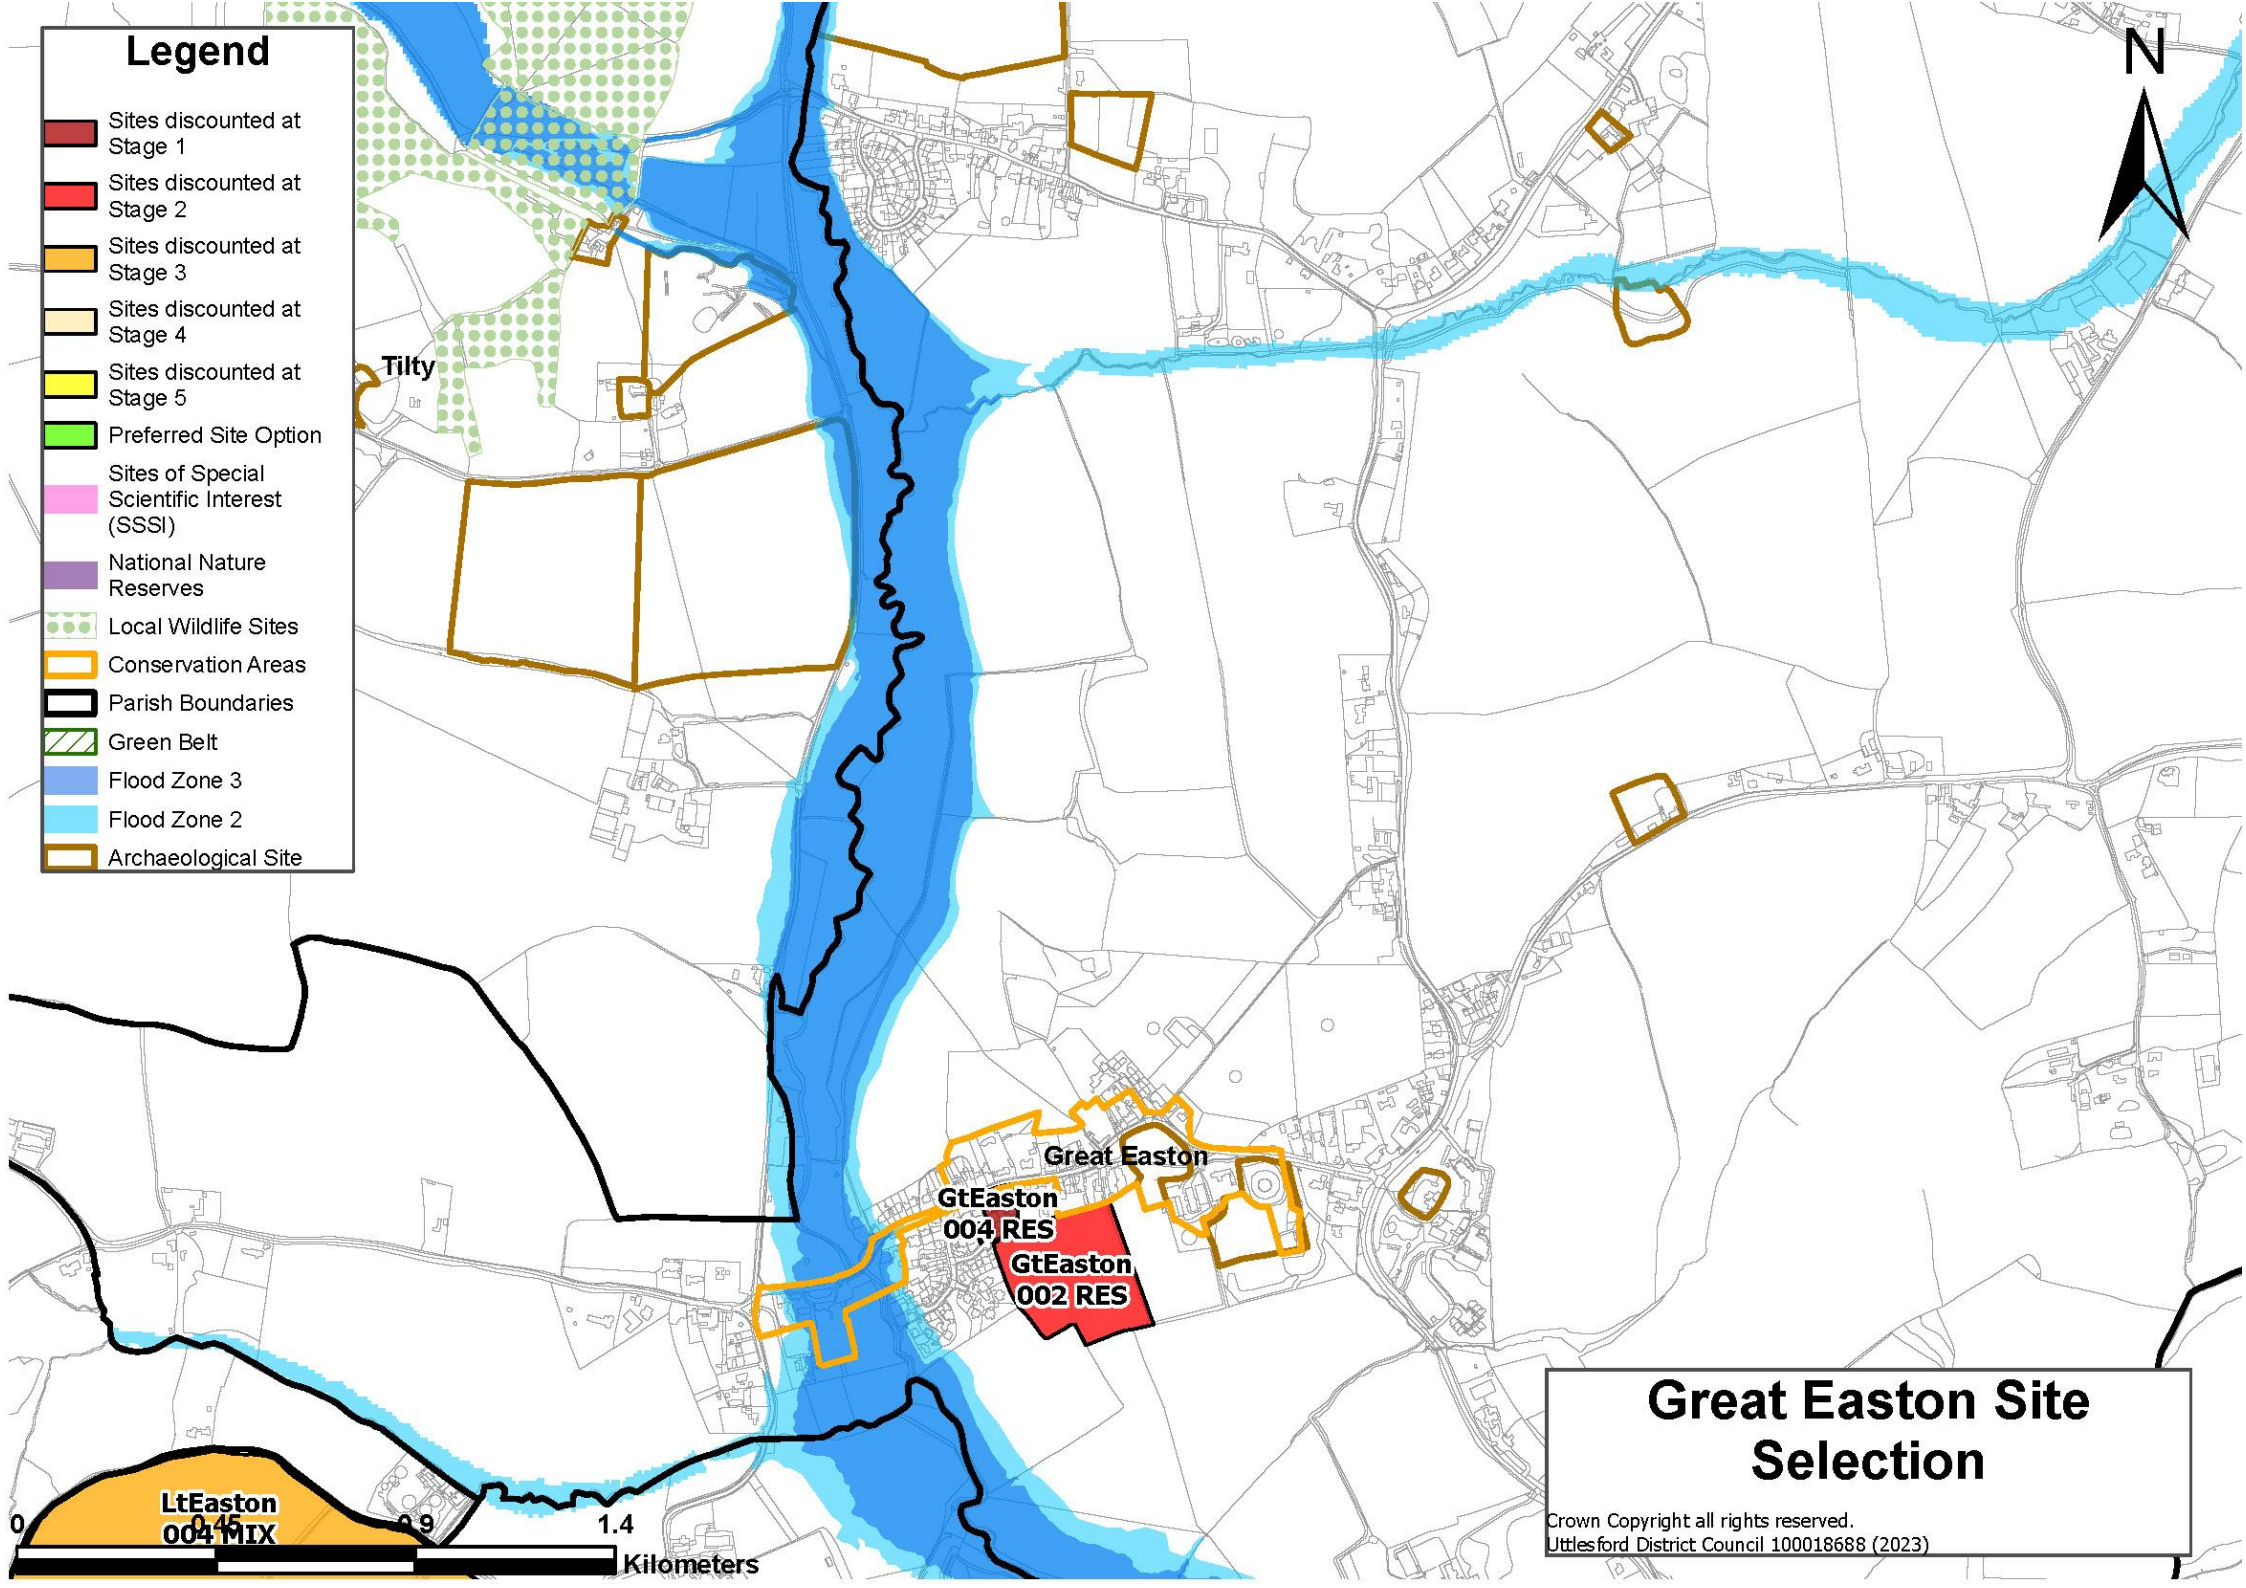 Legend
Sites discounted at
Stage 1
Sites discounted at
Stage 2
Sites discounted at
Stage 3
Sites discounted at
Stage 4
Sites discounted at
Stage 5
Preferred Site Option
Sites of Special
Scientific Interest
(SSSI)
National Nature
Reserves
Local Wildlife Sites
Conservation Areas
Parish Boundaries
Green Belt
Flood Zone 3
Flood Zone 2
Archaeological Site
N
Tilty
Great Easton
GtEaston
004 RES
GtEaston
002 RES
LtEaston
004 MIX
0 0.45 0.9 1.4
Kilometers
Great Easton Site
Selection
Crown Copyright all rights reserved.
Uttlesford District Council 100018688 (2023)